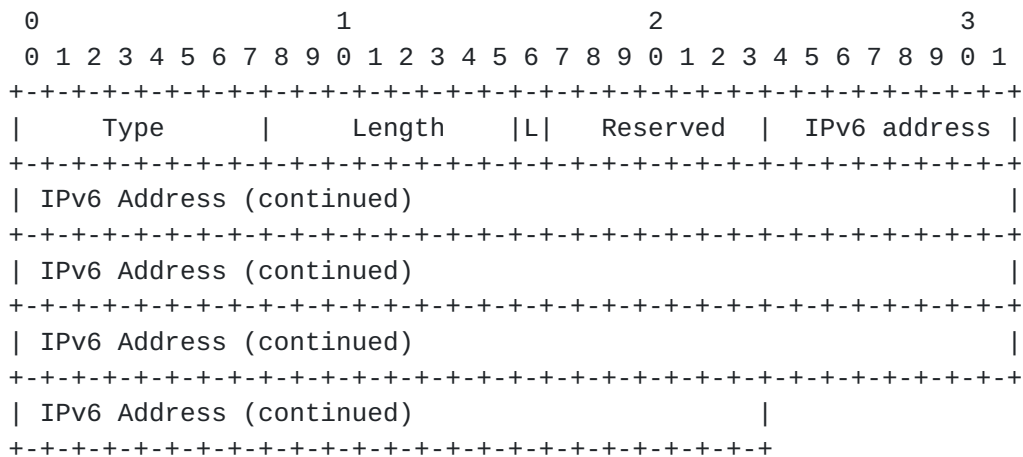 0                   1                   2                   3
 0 1 2 3 4 5 6 7 8 9 0 1 2 3 4 5 6 7 8 9 0 1 2 3 4 5 6 7 8 9 0 1
+-+-+-+-+-+-+-+-+-+-+-+-+-+-+-+-+-+-+-+-+-+-+-+-+-+-+-+-+-+-+-+-+
|     Type      |     Length    |L|   Reserved  |  IPv6 address |
+-+-+-+-+-+-+-+-+-+-+-+-+-+-+-+-+-+-+-+-+-+-+-+-+-+-+-+-+-+-+-+-+
| IPv6 Address (continued)                                      |
+-+-+-+-+-+-+-+-+-+-+-+-+-+-+-+-+-+-+-+-+-+-+-+-+-+-+-+-+-+-+-+-+
| IPv6 Address (continued)                                      |
+-+-+-+-+-+-+-+-+-+-+-+-+-+-+-+-+-+-+-+-+-+-+-+-+-+-+-+-+-+-+-+-+
| IPv6 Address (continued)                                      |
+-+-+-+-+-+-+-+-+-+-+-+-+-+-+-+-+-+-+-+-+-+-+-+-+-+-+-+-+-+-+-+-+
| IPv6 Address (continued)                      |
+-+-+-+-+-+-+-+-+-+-+-+-+-+-+-+-+-+-+-+-+-+-+-+-+